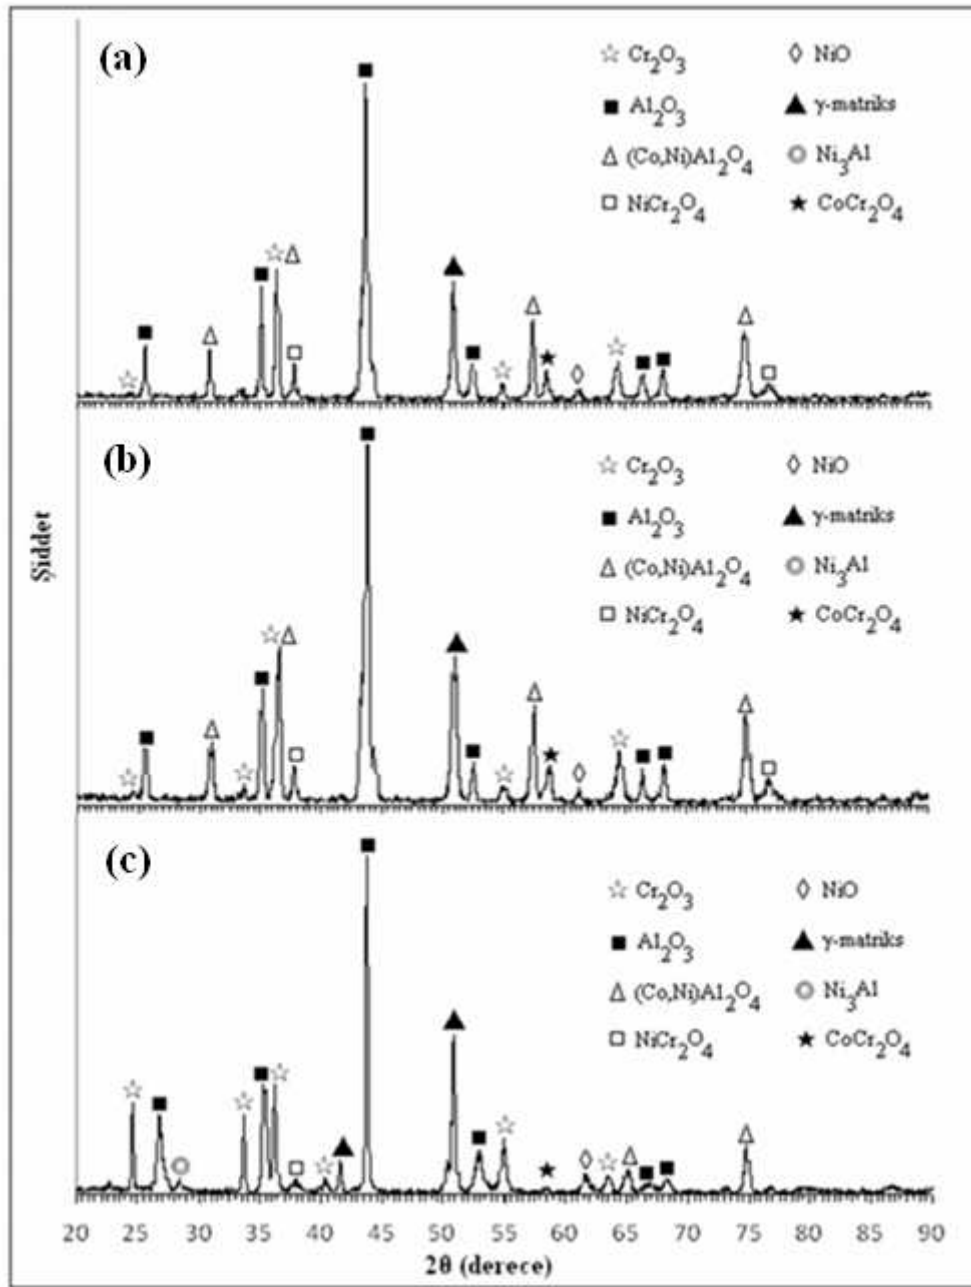 (a)
☆ Cr₂O₃ ◊ NiO
■ Al₂O₃ ▲ γ-matriks
△ (Co,Ni)Al₂O₄ ◎ Ni₃Al
□ NiCr₂O₄ ★ CoCr₂O₄
(b)
☆ Cr₂O₃ ◊ NiO
■ Al₂O₃ ▲ γ-matriks
△ (Co,Ni)Al₂O₄ ◎ Ni₃Al
□ NiCr₂O₄ ★ CoCr₂O₄
Şiddet
(c)
☆ Cr₂O₃ ◊ NiO
■ Al₂O₃ ▲ γ-matriks
△ (Co,Ni)Al₂O₄ ◎ Ni₃Al
□ NiCr₂O₄ ★ CoCr₂O₄
20 25 30 35 40 45 50 55 60 65 70 75 80 85 90
2θ (derece)